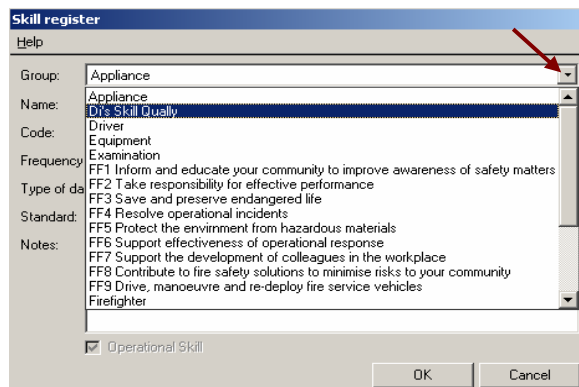 Skill register
Help
Group: Appliance
Appliance
Name:
Di's Skill Qually
Code:
Driver
Equipment
Frequency
Examination
FF1 Inform and educate your community to improve awareness of safety matters
Type of da
FF2 Take responsibility for effective performance
FF3 Save and preserve endangered life
Standard:
FF4 Resolve operational incidents
FF5 Protect the envirnment from hazardous materials
Notes:
FF6 Support effectiveness of operational response
FF7 Support the development of colleagues in the workplace
FF8 Contribute to fire safety solutions to minimise risks to your community
FF9 Drive, manoeuvre and re-deploy fire service vehicles
Firefighter
Operational Skill
OK Cancel